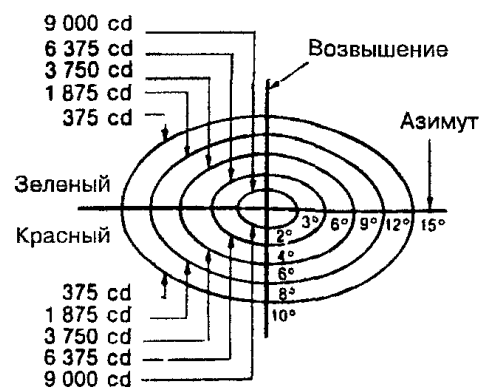 9 000 cd
6 375 cd
3 750 cd
1 875 cd
375 cd
Возвышение
Азимут
Зеленый
Красный
3° 6° 9° 12° 15°
2°
4°
6°
8°
10°
375 cd
1 875 cd
3 750 cd
6 375 cd
9 000 cd